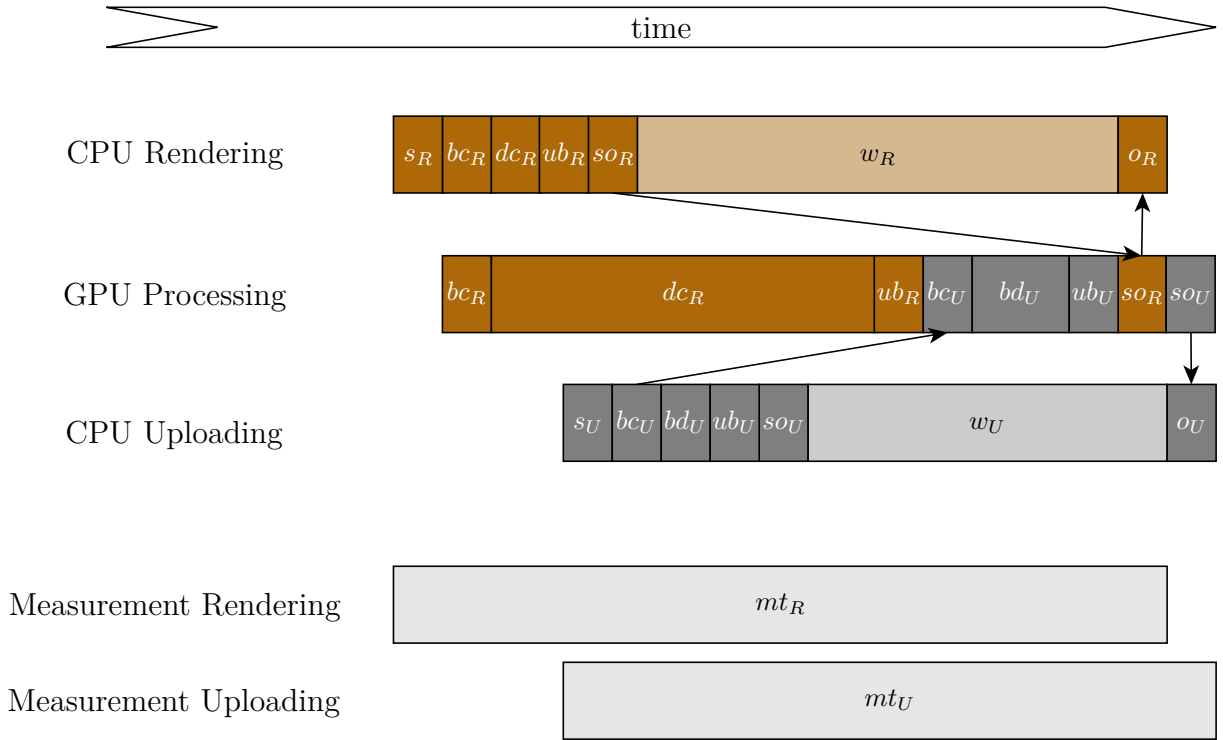 time
CPU Rendering s_R bc_R dc_R ub_R so_R w_R o_R
GPU Processing bc_R dc_R ub_R bc_U bd_U ub_U so_R so_U
CPU Uploading s_U bc_U bd_U ub_U so_U w_U o_U
Measurement Rendering mt_R
Measurement Uploading mt_U